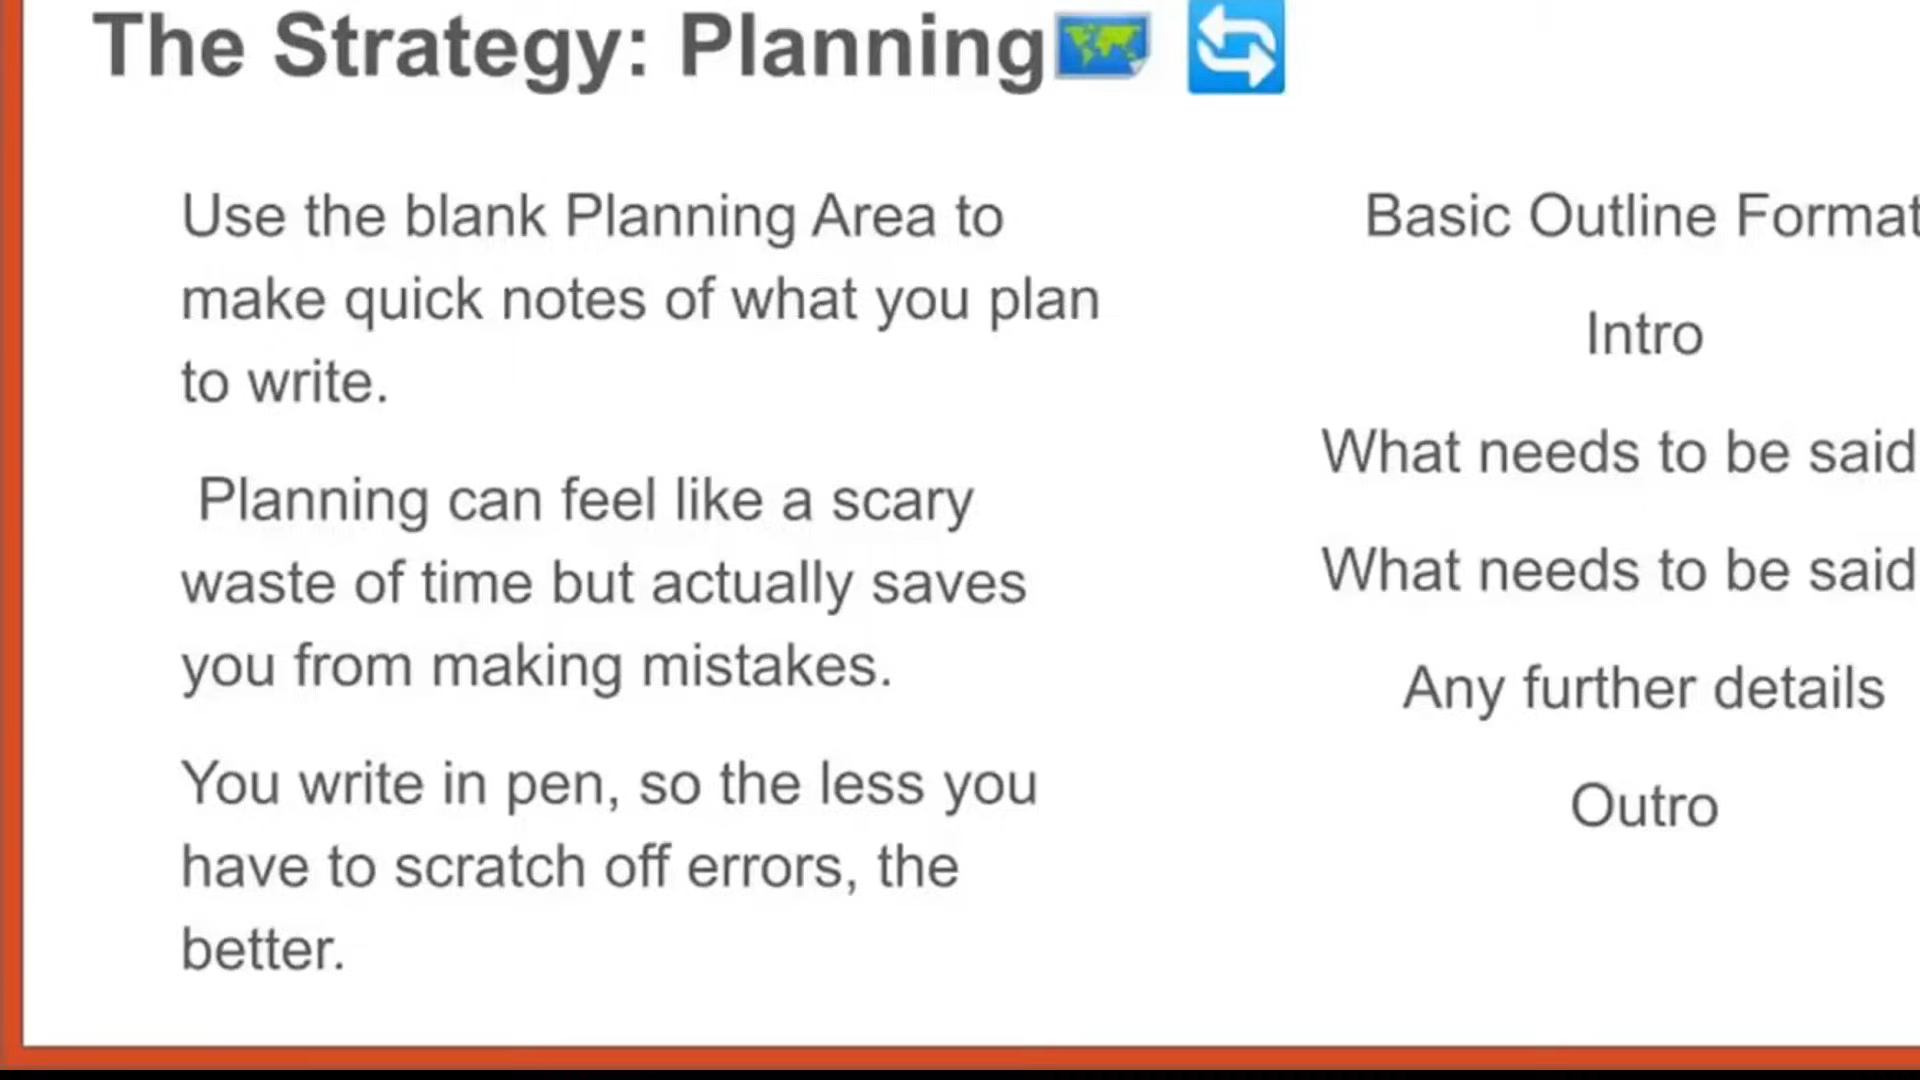 The Strategy: Planning
Use the blank Planning Area to
make quick notes of what you plan
to write.
Planning can feel like a scary
waste of time but actually saves
you from making mistakes.
You write in pen, so the less you
have to scratch off errors, the
better.
Basic Outline Format
Intro
What needs to be said
What needs to be said
Any further details
Outro